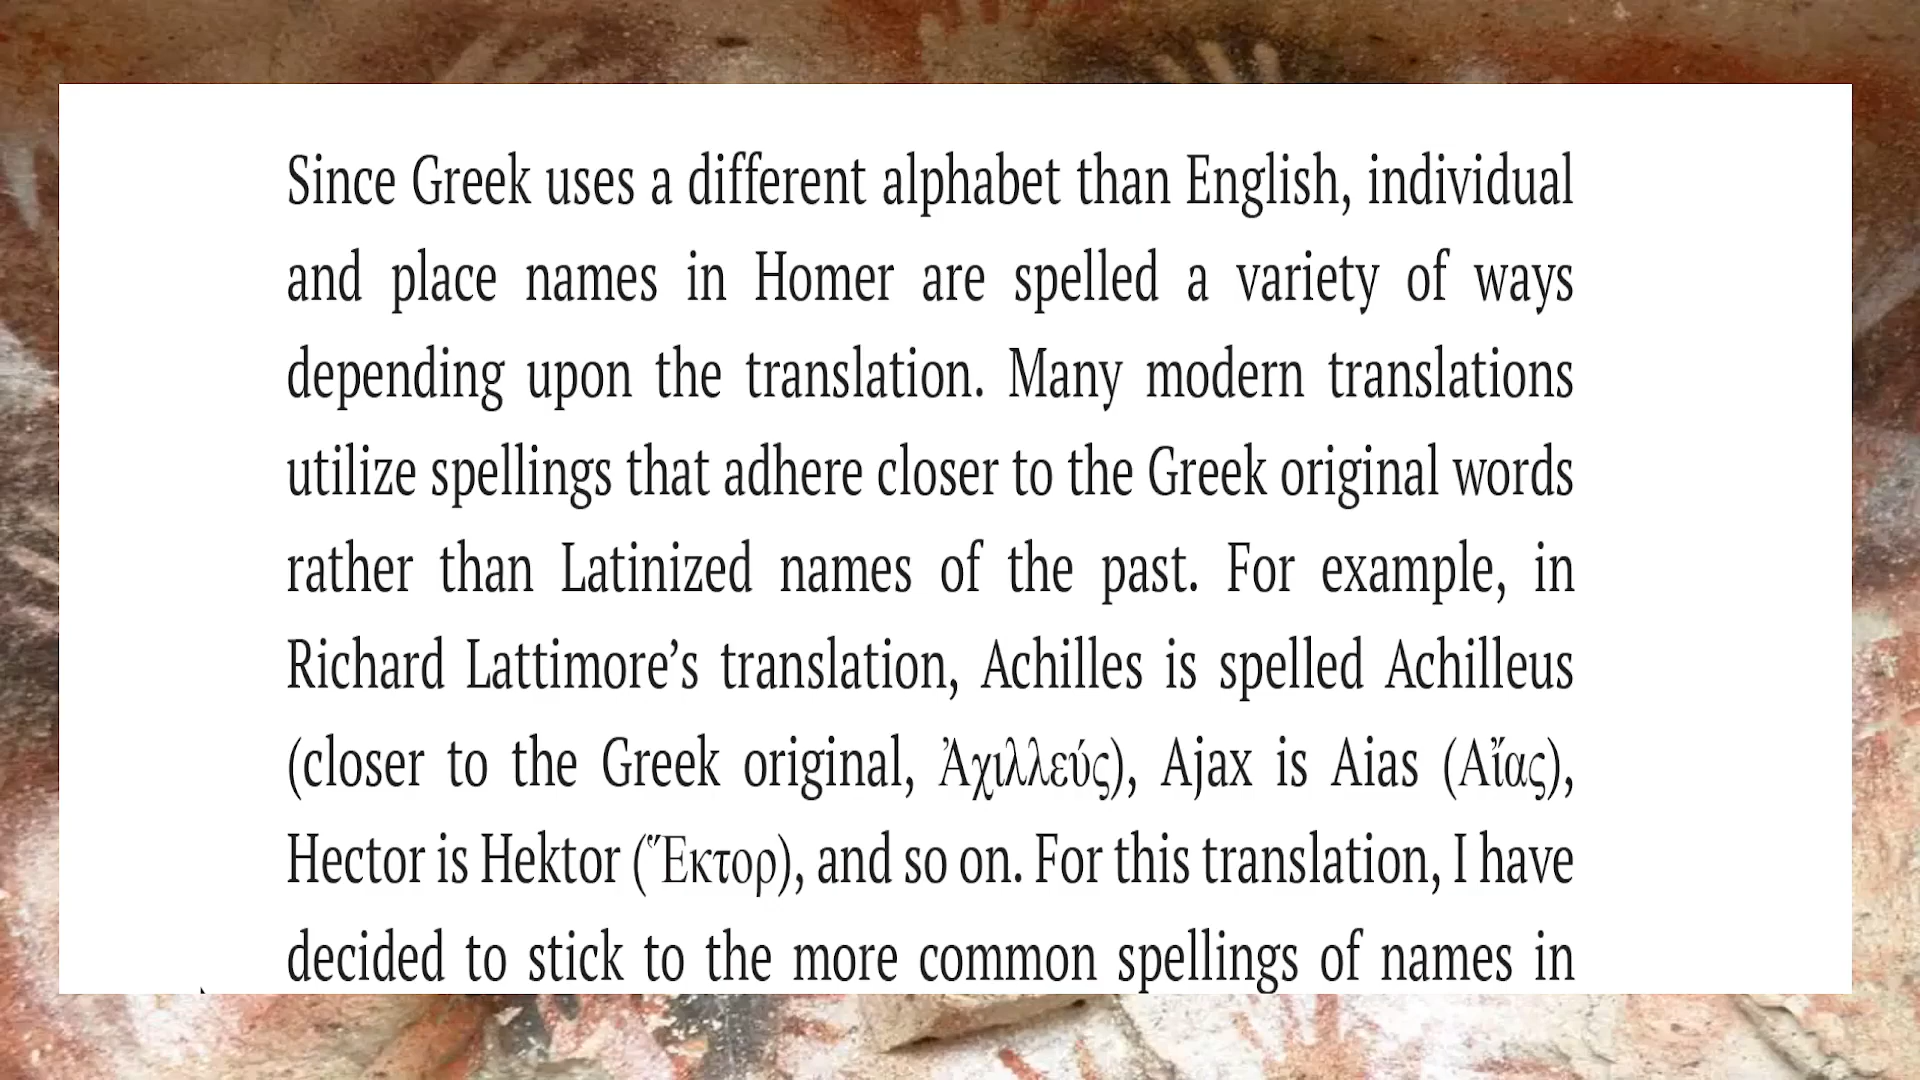 Since Greek uses a different alphabet than English, individual
and place names in Homer are spelled a variety of ways
depending upon the translation. Many modern translations
utilize spellings that adhere closer to the Greek original words
rather than Latinized names of the past. For example, in
Richard Lattimore’s translation, Achilles is spelled Achilleus
(closer to the Greek original, Ἀχιλλεύς), Ajax is Aias (Αἴας),
Hector is Hektor (Ἕκτορ), and so on. For this translation, I have
decided to stick to the more common spellings of names in